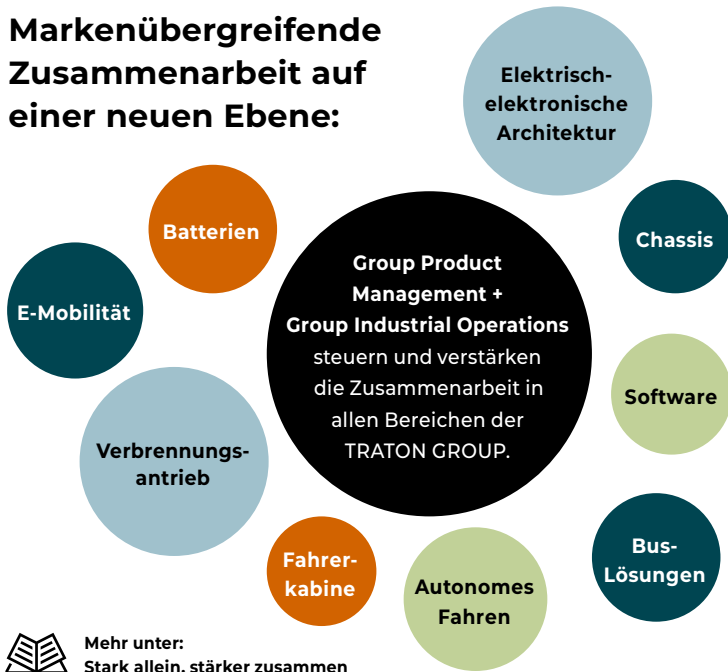 Markenübergreifende
Zusammenarbeit auf
einer neuen Ebene:
Elektrisch-
elektronische
Architektur
Batterien
Chassis
E-Mobilität
Group Product
Management +
Group Industrial Operations
steuern und verstärken
die Zusammenarbeit in
allen Bereichen der
TRATON GROUP.
Software
Verbrennungs-
antrieb
Bus-
Lösungen
Fahrer-
kabine
Autonomes
Fahren
Mehr unter:
Stark allein, stärker zusammen